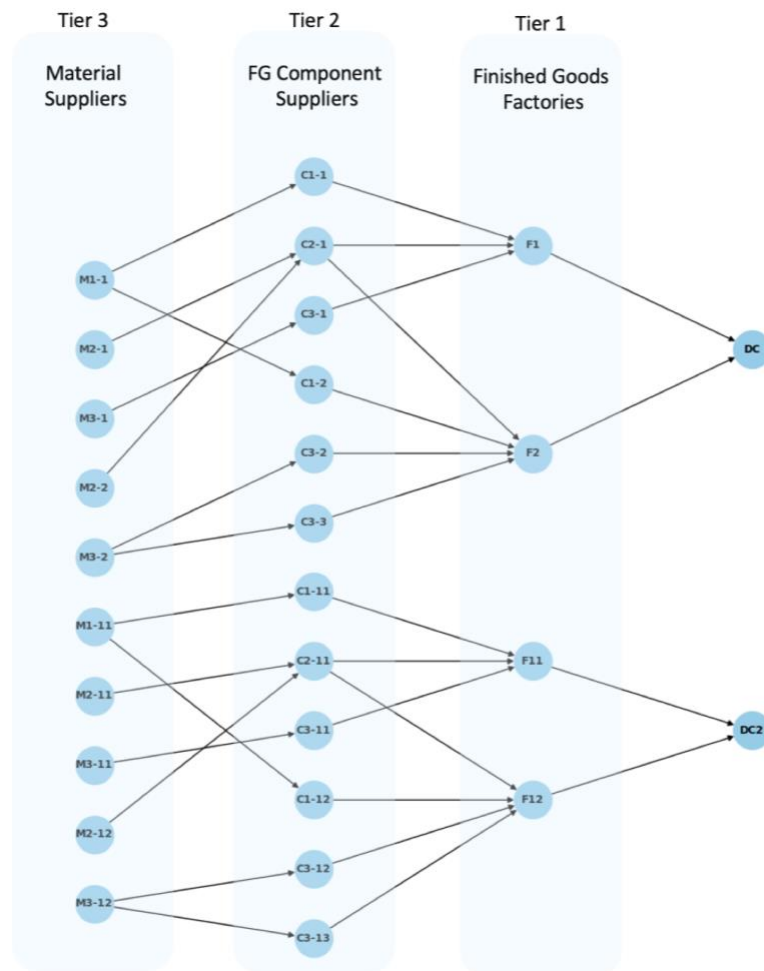 Tier 3
Tier 2
Tier 1
Material
Suppliers
FG Component
Suppliers
Finished Goods
Factories
C1-1
C2-1
F1
M1-1
C3-1
M2-1
DC
C1-2
M3-1
C3-2
F2
M2-2
C3-3
M3-2
C1-11
M1-11
C2-11
F11
M2-11
C3-11
DC2
M3-11
C1-12
F12
M2-12
C3-12
M3-12
C3-13